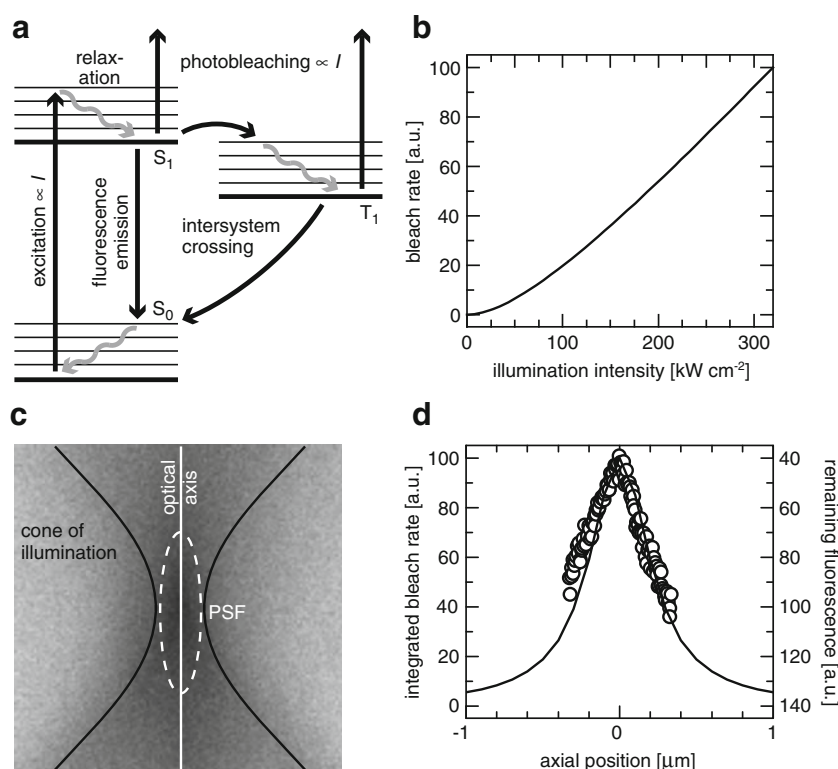 a
relax-
ation
photobleaching ∝ I
S1
T1
excitation ∝ I
fluorescence
emission
intersystem
crossing
S0
b
bleach rate [a.u.]
100
80
60
40
20
0
0
100
200
300
illumination intensity [kW cm-2]
c
optical
axis
cone of
illumination
PSF
d
integrated bleach rate [a.u.]
100
80
60
40
20
0
40
60
80
100
120
140
remaining fluorescence
[a.u.]
-1
0
1
axial position [μm]